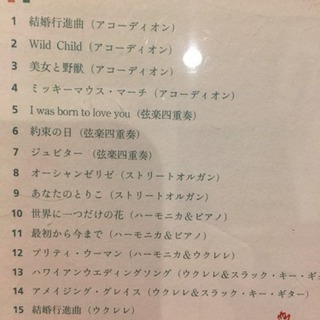 1 結婚行進曲（アコーディオン）
2 Wild Child（アコーディオン）
3 美女と野獣（アコーディオン）
4 ミッキーマウス・マーチ（アコーディオン）
5 I was born to love you（弦楽四重奏）
6 約束の日（弦楽四重奏）
7 ジュピター（弦楽四重奏）
8 オーシャンゼリゼ（ストリートオルガン）
9 あなたのとりこ（ストリートオルガン）
10 世界に一つだけの花（ハーモニカ＆ピアノ）
11 最初から今まで（ハーモニカ＆ピアノ）
12 プリティ・ウーマン（ハーモニカ＆ウクレレ）
13 ハワイアンウエディングソング（ウクレレ＆スラック・キー・ギ
14 アメイジング・グレイス（ウクレレ＆スラック・キー・ギター）
15 結婚行進曲（ウクレレ）